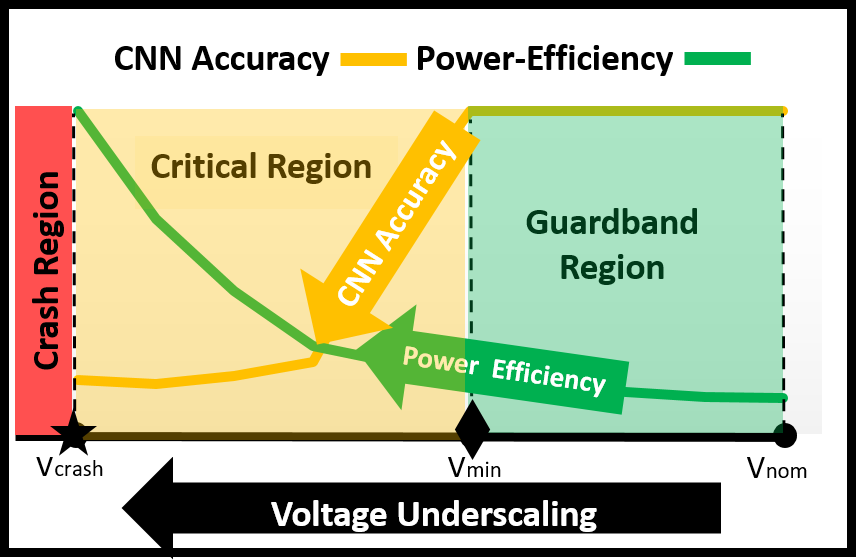 CNN Accuracy
Power-Efficiency
Crash Region
Critical Region
CNN Accuracy
Guardband
Region
Power Efficiency
Vcrash
Vmin
Vnom
Voltage Underscaling